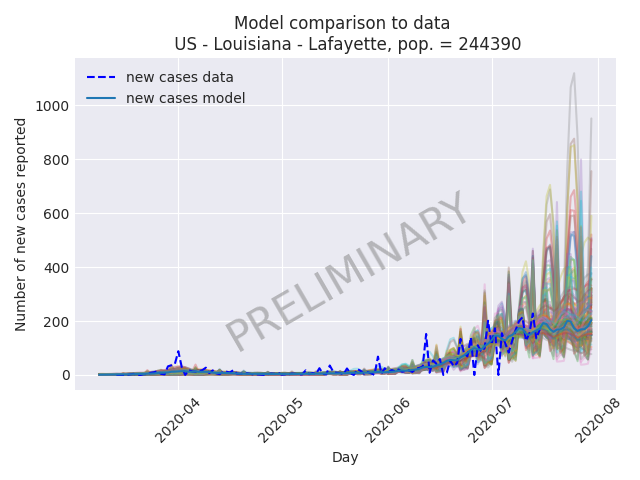 Model comparison to data
US - Louisiana - Lafayette, pop. = 244390
new cases data
new cases model
Number of new cases reported
1000
800
600
400
200
0
PRELIMINARY
2020-04
2020-05
2020-06
2020-07
2020-08
Day